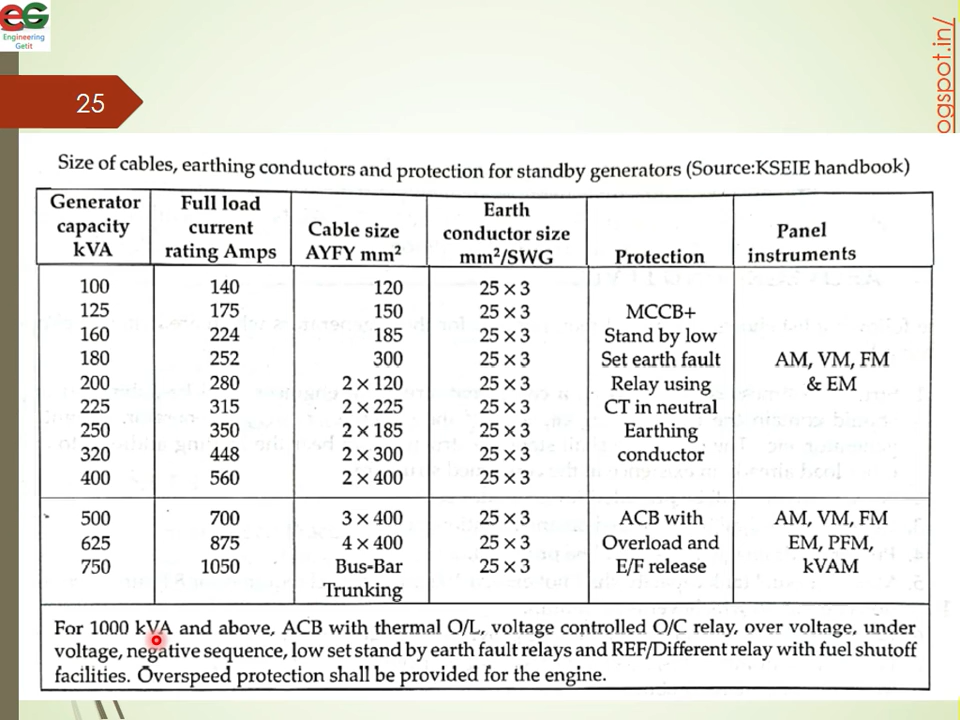 EG
Engineering
Getit
ogspot.in/
25
Size of cables, earthing conductors and protection for standby generators (Source:KSEIE handbook)
Generator capacity kVA | Full load current rating Amps | Cable size AYFY mm² | Earth conductor size mm²/SWG | Protection | Panel instruments
100 140 120 25 × 3
125 175 150 25 × 3 MCCB+
160 224 185 25 × 3 Stand by low
180 252 300 25 × 3 Set earth fault AM, VM, FM
200 280 2 × 120 25 × 3 Relay using & EM
225 315 2 × 225 25 × 3 CT in neutral
250 350 2 × 185 25 × 3 Earthing
320 448 2 × 300 25 × 3 conductor
400 560 2 × 400 25 × 3
500 700 3 × 400 25 × 3 ACB with AM, VM, FM
625 875 4 × 400 25 × 3 Overload and EM, PFM,
750 1050 Bus-Bar 25 × 3 E/F release kVAM
Trunking
For 1000 kVA and above, ACB with thermal O/L, voltage controlled O/C relay, over voltage, under
voltage, negative sequence, low set stand by earth fault relays and REF/Different relay with fuel shutoff
facilities. Overspeed protection shall be provided for the engine.